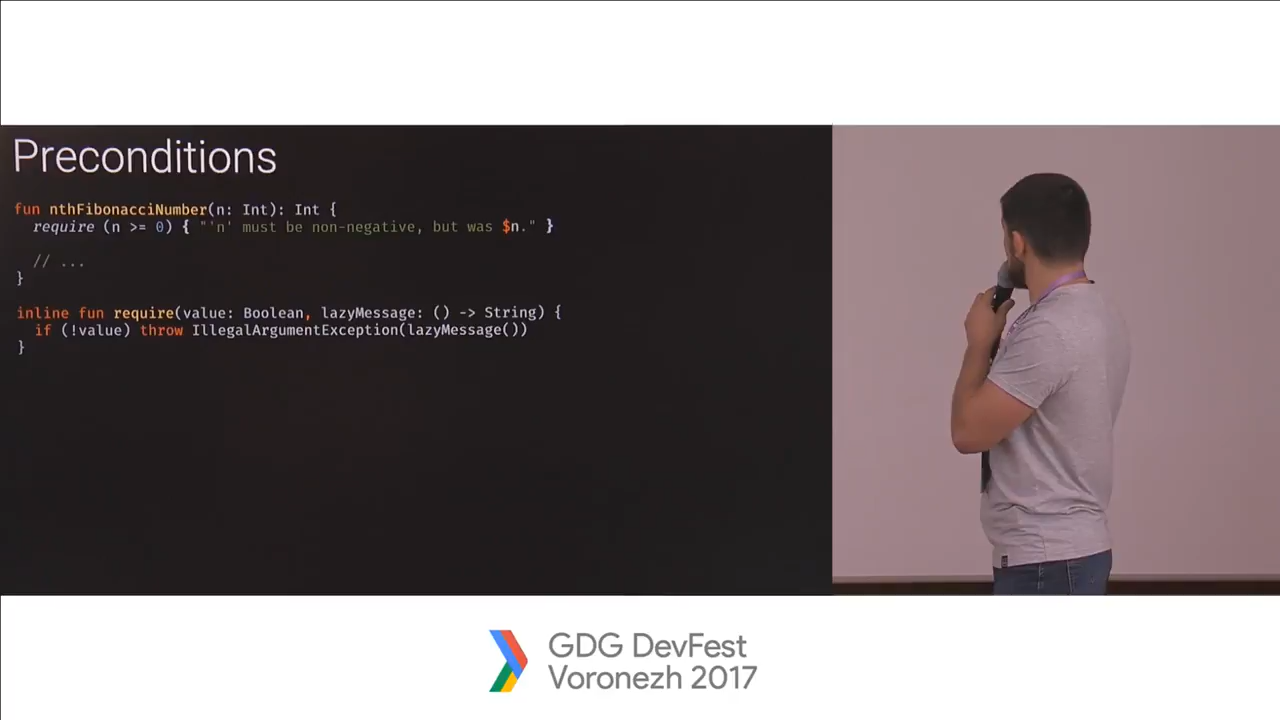 Preconditions
fun nthFibonacciNumber(n: Int): Int {
require (n >= 0) { "'n' must be non-negative, but was $n." }
// ...
}
inline fun require(value: Boolean, lazyMessage: () -> String) {
if (!value) throw IllegalArgumentException(lazyMessage())
}
GDG DevFest
Voronezh 2017